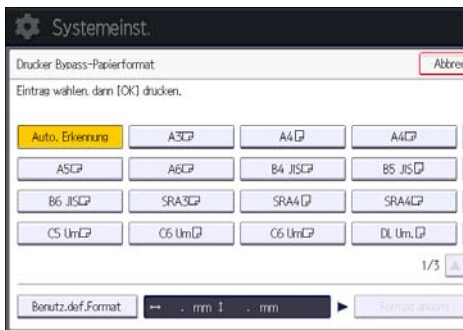 Systemeinst.
Drucker Bypass-Papierformat
Abbrec
Eintrag wählen, dann [OK] drucken.
Auto. Erkennung A3 A4 A4
A5 A6 B4 JIS B5 JIS
B6 JIS SRA3 SRA4 SRA4
C5 Um C6 Um C6 Um DL Um.
1/3
Benutz.def.Format ↔ . mm ↕ . mm Format ändern